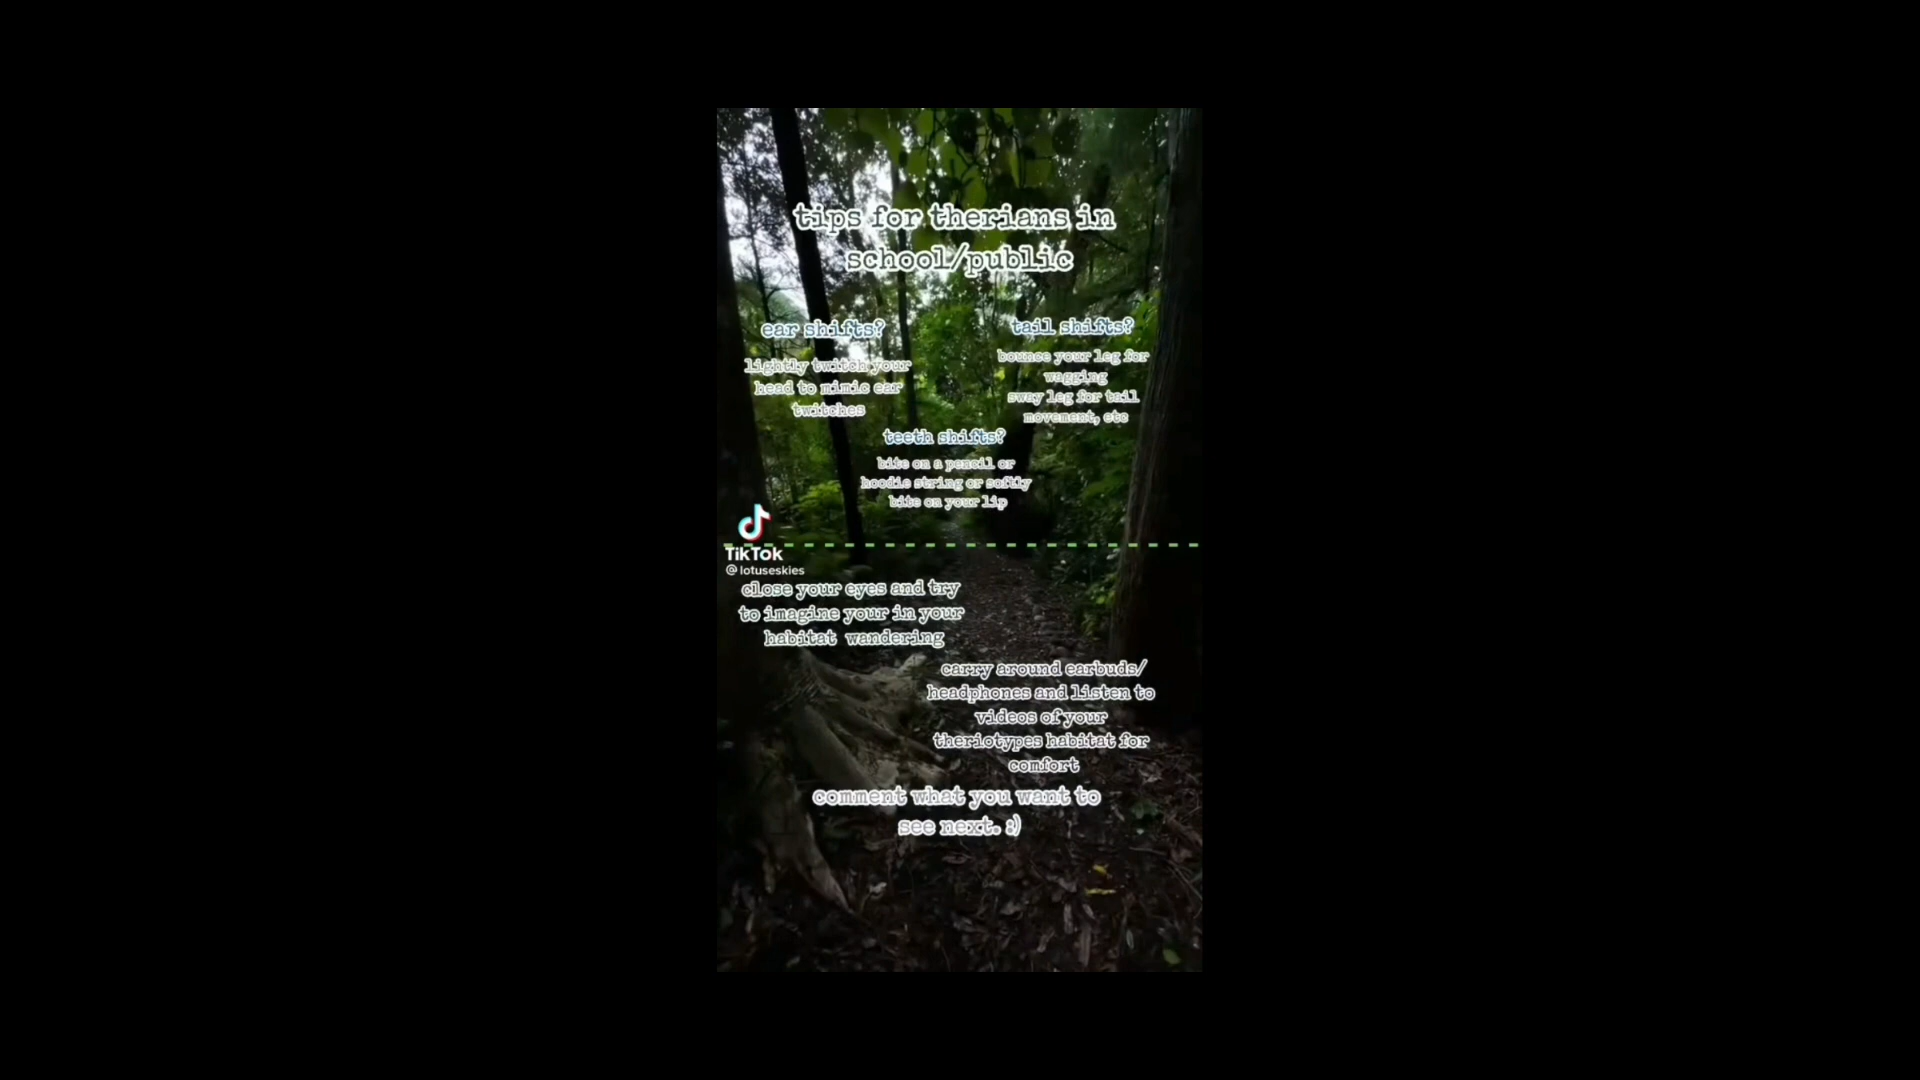 tips for therians in
school/public
ear shifts?
lightly twitch your
head to mimic ear
twitches
tail shifts?
bounce your leg for
wagging
sway leg for tail
movement, etc
teeth shifts?
bite on a pencil or
hoodie string or softly
bite on your lip
TikTok
@lotuseskies
close your eyes and try
to imagine your in your
habitat wandering
carry around earbuds/
headphones and listen to
videos of your
theriotypes habitat for
comfort
comment what you want to
see next. :)